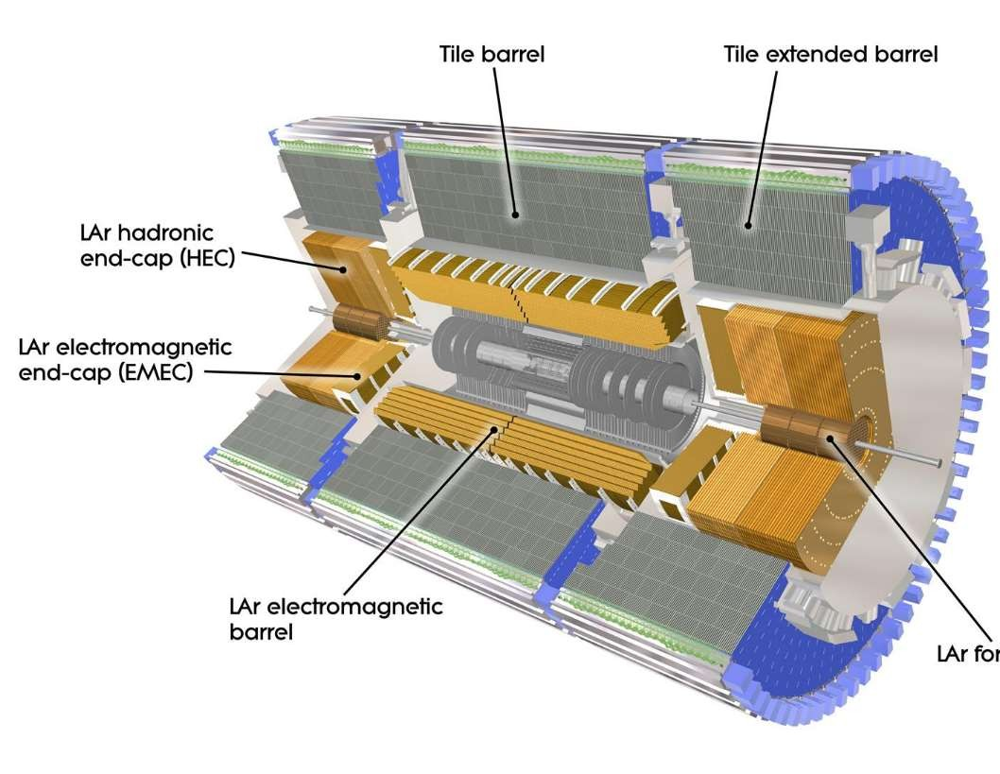 Tile barrel
Tile extended barrel
LAr hadronic
end-cap (HEC)
LAr electromagnetic
end-cap (EMEC)
LAr electromagnetic
barrel
LAr